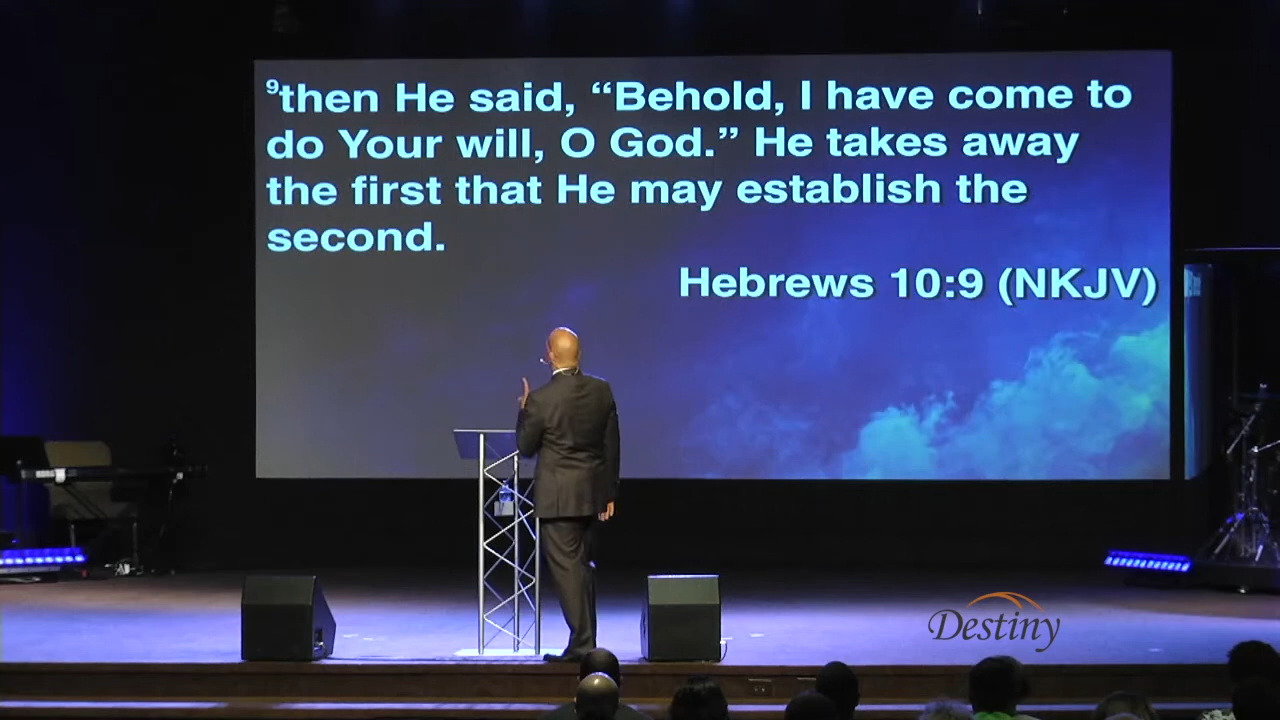 ⁹then He said, “Behold, I have come to
do Your will, O God.” He takes away
the first that He may establish the
second.
Hebrews 10:9 (NKJV)
KORG
Destiny